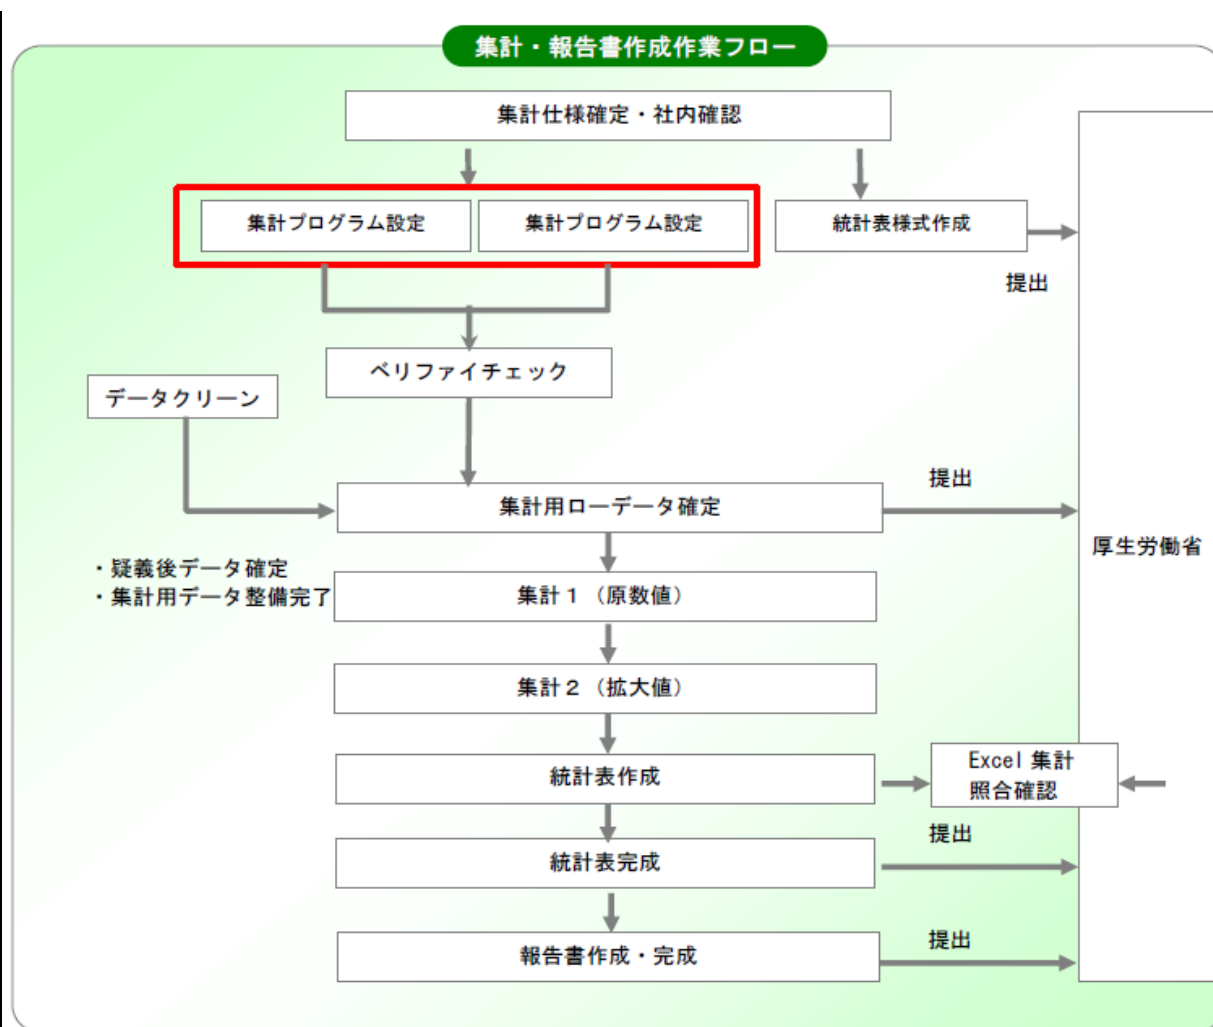 集計・報告書作成作業フロー
集計仕様確定・社内確認
集計プログラム設定
集計プログラム設定
統計表様式作成
提出
ベリファイチェック
データクリーン
提出
集計用ローデータ確定
厚生労働省
・疑義後データ確定
・集計用データ整備完了
集計１（原数値）
集計２（拡大値）
統計表作成
Excel 集計
照合確認
提出
統計表完成
提出
報告書作成・完成